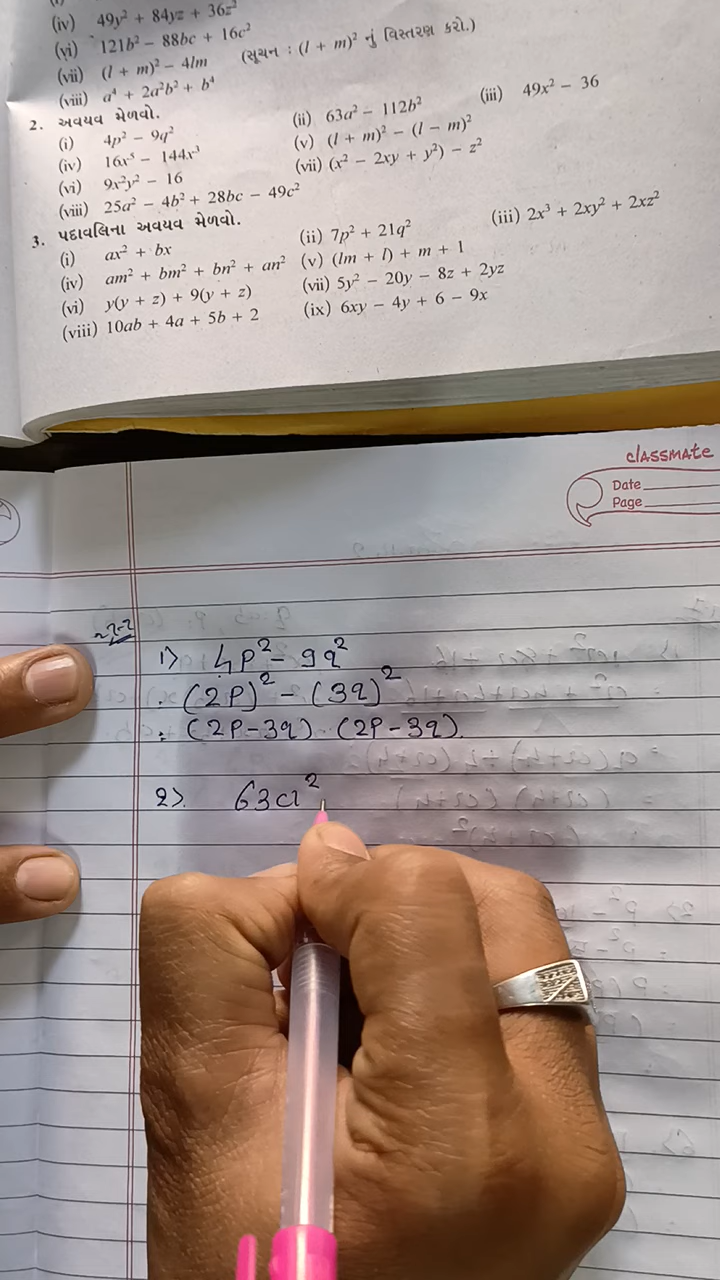 (iv) 49y² + 84yz + 36z²
(vi) 121b² − 88bc + 16c²
(vii) (l + m)² − 4lm (સૂચન : (l + m)² નું વિસ્તરણ કરો.)
(viii) a⁴ + 2a²b² + b⁴
2. અવયવ મેળવો.
(i) 4p² − 9q² (ii) 63a² − 112b² (iii) 49x² − 36
(iv) 16x⁵ − 144x³ (v) (l + m)² − (l − m)²
(vi) 9x²y² − 16 (vii) (x² − 2xy + y²) − z²
(viii) 25a² − 4b² + 28bc − 49c²
3. પદાવલિના અવયવ મેળવો.
(i) ax² + bx (ii) 7p² + 21q² (iii) 2x³ + 2xy² + 2xz²
(iv) am² + bm² + bn² + an² (v) (lm + l) + m + 1
(vi) y(y + z) + 9(y + z) (vii) 5y² − 20y − 8z + 2yz
(viii) 10ab + 4a + 5b + 2 (ix) 6xy − 4y + 6 − 9x
classmate
Date
Page
1) 4p² − 9q²
(2p)² − (3q)²
: (2p−3q) (2p−3q)
2). 63a²